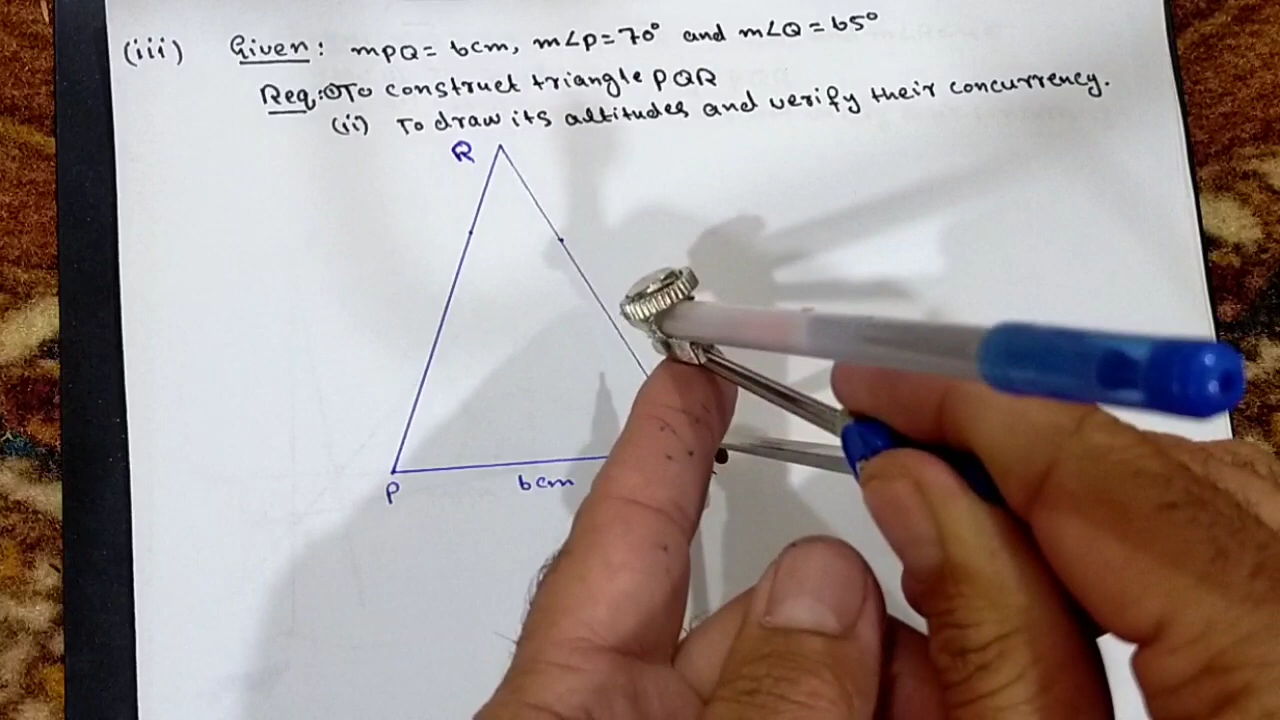 (iii) Given: mPQ = 6cm, m∠P = 70° and m∠Q = 65°
Req: (i) To construct triangle PQR
(ii) To draw its altitudes and verify their concurrency.
R
P
6cm